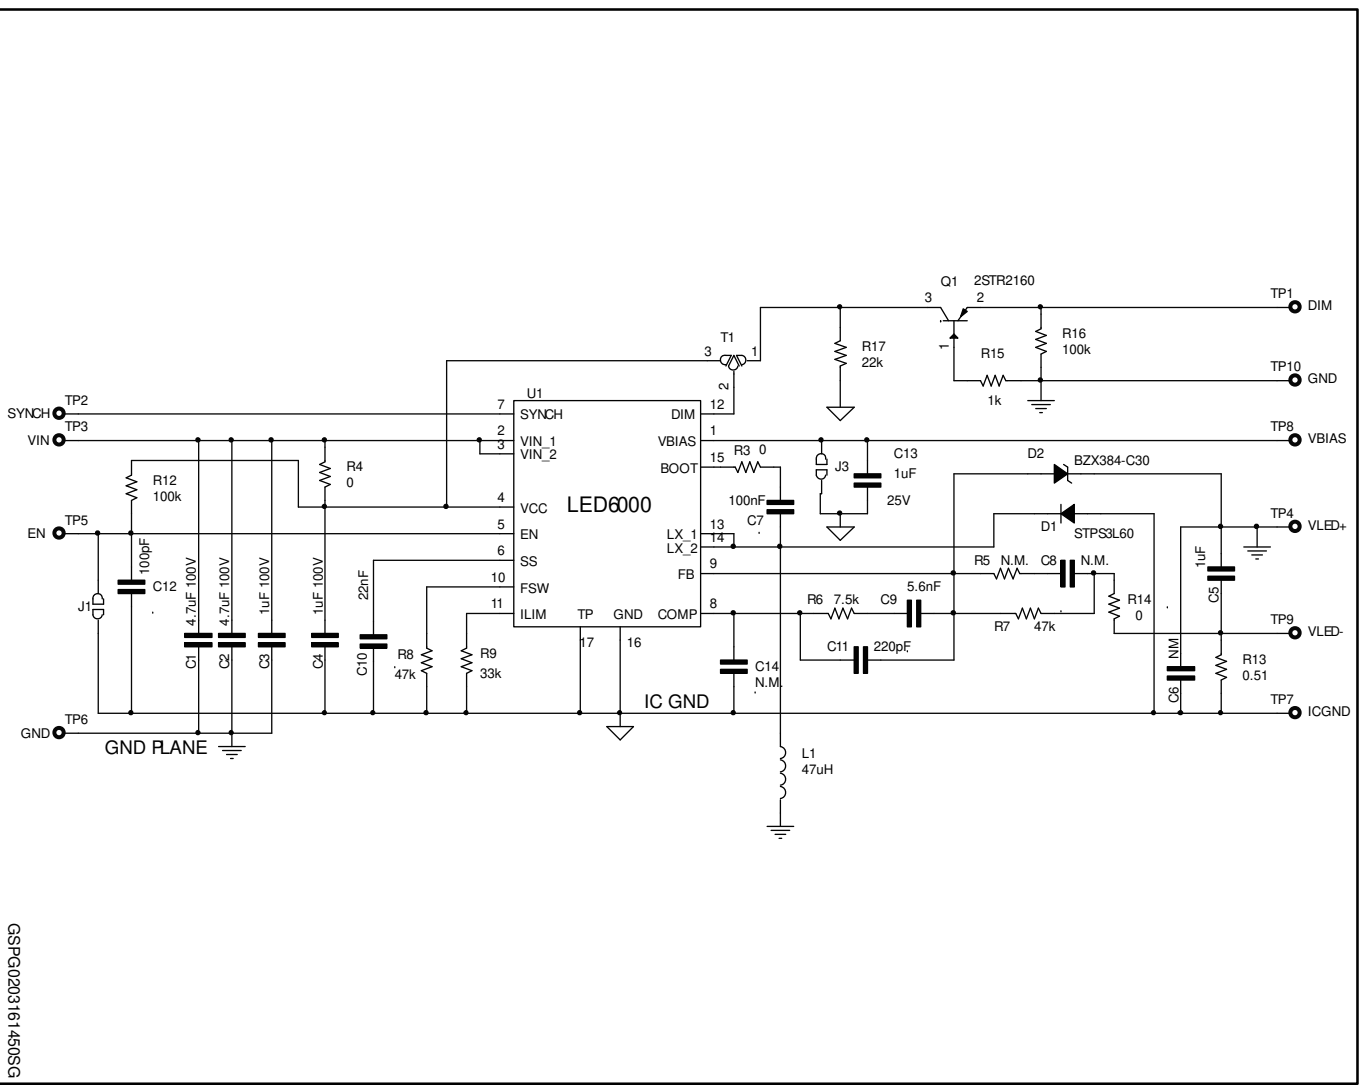 Q1 2STR2160
3 2
1
TP1
DIM
R16
100k
R17
22k
R15
1k
TP10
GND
T1
3 1
2
U1
LED6000
TP2
SYNCH
TP3
VIN
7 SYNCH
2 VIN_1
3 VIN_2
4 VCC
5 EN
6 SS
10 FSW
11 ILIM
TP 17
GND 16
DIM 12
VBIAS 1
BOOT 15
LX_1 13
LX_2 14
FB 9
COMP 8
TP8
VBIAS
R3 0
J3
C13
1uF
25V
D2
BZX384-C30
R12
100k
R4
0
100nF
C7
D1
STPS3L60
TP4
VLED+
TP5
EN
100pF
C12
J1
4.7uF 100V
C1
4.7uF 100V
C2
1uF 100V
C3
1uF 100V
C4
22nF
C10
R8
47k
R9
33k
R5 N.M.
C8 N.M.
1uF
C5
R6 7.5k
C9
5.6nF
R7 47k
R14
0
TP9
VLED-
C11 220pF
C14
N.M.
NM
C6
R13
0.51
IC GND
TP7
ICGND
TP6
GND
GND PLANE
L1
47uH
GSPG0203161450SG